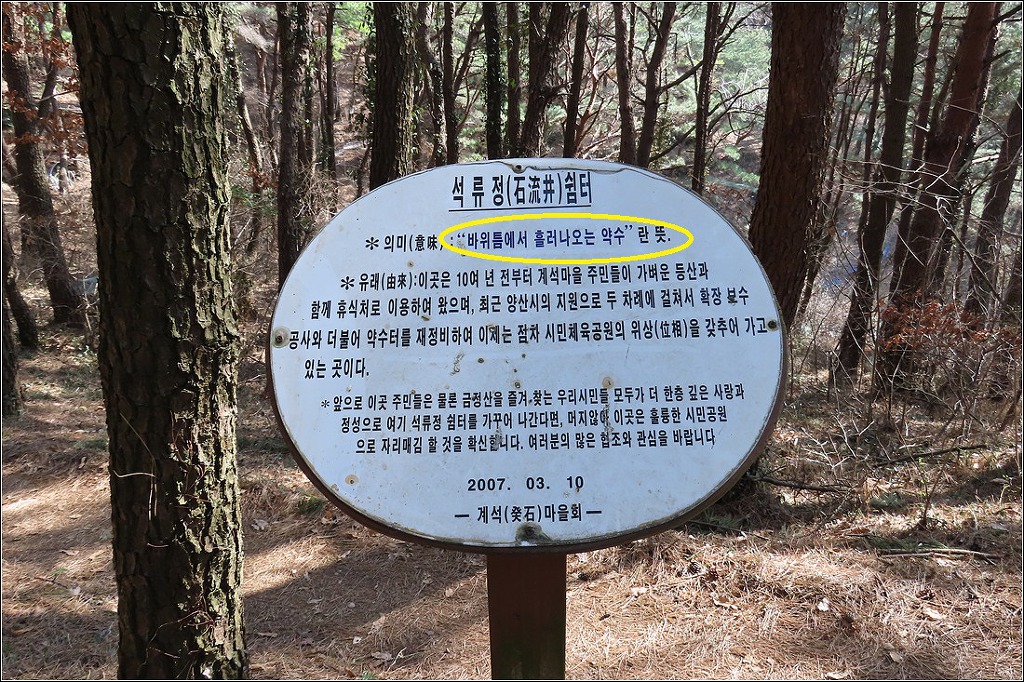 석류정(石流井)쉼터
※ 의미(意味) : "바위틈에서 흘러나오는 약수" 란 뜻.
※ 유래(由來) : 이곳은 10여 년 전부터 계석마을 주민들이 가벼운 등산과
함께 휴식처로 이용하여 왔으며, 최근 양산시의 지원으로 두 차례에 걸쳐서 확장 보수
공사와 더불어 약수터를 재정비하여 이제는 점차 시민체육공원의 위상(位相)을 갖추어 가고
있는 곳이다.
※ 앞으로 이곳 주민들은 물론 금정산을 즐겨 찾는 우리시민들 모두가 더 한층 깊은 사랑과
정성으로 여기 석류정 쉼터를 가꾸어 나간다면, 머지않아 이곳은 훌륭한 시민공원
으로 자리매김 할 것을 확신합니다. 여러분의 많은 협조와 관심을 바랍니다
2007. 03. 10
— 계석(癸石)마을회 —